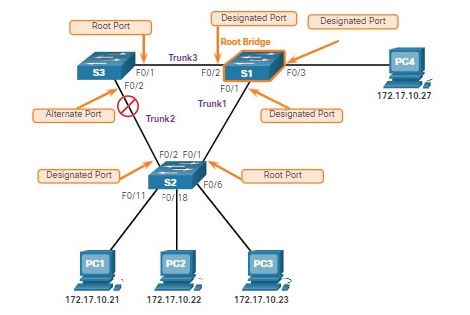 Designated Port
Designated Port
Root Port
Root Bridge
Trunk3
S3
F0/1
F0/2
S1
F0/3
PC4
F0/2
F0/1
172.17.10.27
Trunk1
Alternate Port
Trunk2
Designated Port
F0/2 F0/1
Designated Port
S2
Root Port
F0/6
F0/11
F0/18
PC1
PC2
PC3
172.17.10.21
172.17.10.22
172.17.10.23